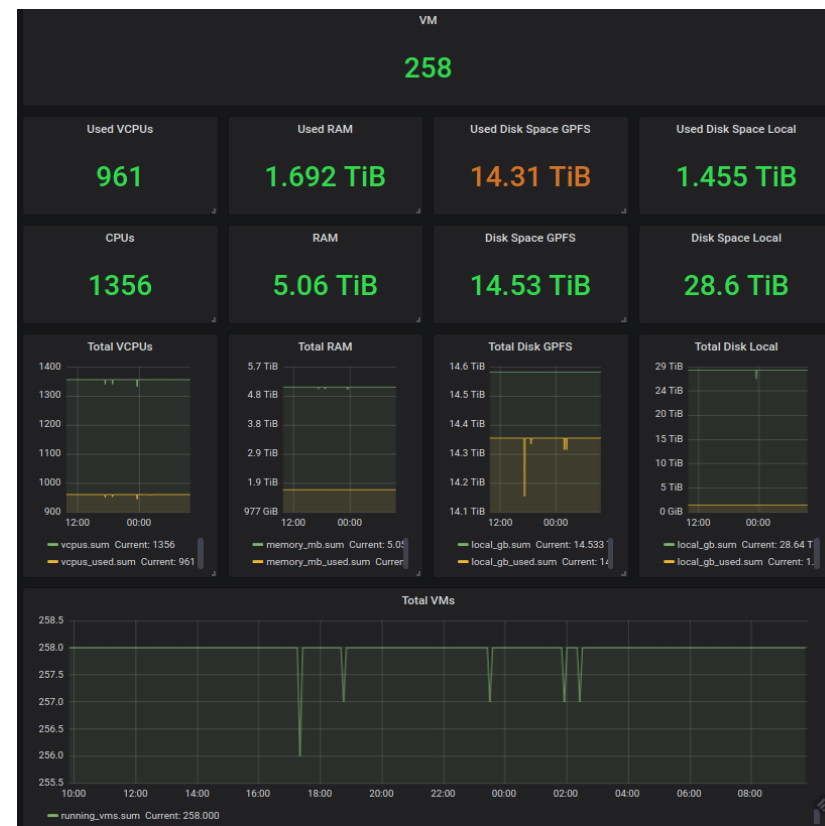 VM
258
Used VCPUs Used RAM Used Disk Space GPFS Used Disk Space Local
961 1.692 TiB 14.31 TiB 1.455 TiB
CPUs RAM Disk Space GPFS Disk Space Local
1356 5.06 TiB 14.53 TiB 28.6 TiB
Total VCPUs
1400
1300
1200
1100
1000
900
12:00 00:00
vcpus.sum Current: 1356
vcpus_used.sum Current: 961
Total RAM
5.7 TiB
4.8 TiB
3.8 TiB
2.9 TiB
1.9 TiB
977 GiB
12:00 00:00
memory_mb.sum Current: 5.05
memory_mb_used.sum Curren
Total Disk GPFS
14.6 TiB
14.5 TiB
14.4 TiB
14.3 TiB
14.2 TiB
14.1 TiB
12:00 00:00
local_gb.sum Current: 14.533
local_gb_used.sum Current: 14
Total Disk Local
29 TiB
24 TiB
20 TiB
15 TiB
10 TiB
5 TiB
0 GiB
12:00 00:00
local_gb.sum Current: 28.64 T
local_gb_used.sum Current: 1.
Total VMs
258.5
258.0
257.5
257.0
256.5
256.0
255.5
10:00 12:00 14:00 16:00 18:00 20:00 22:00 00:00 02:00 04:00 06:00 08:00
running_vms.sum Current: 258.000